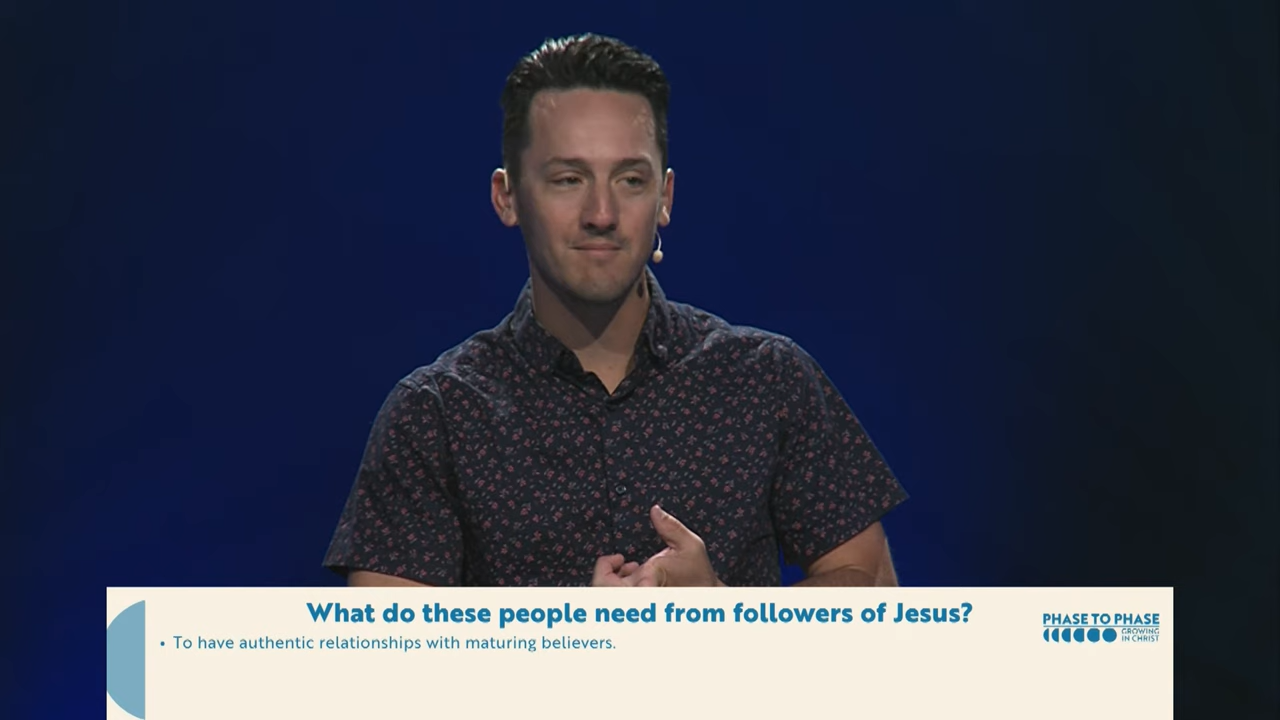 What do these people need from followers of Jesus?
• To have authentic relationships with maturing believers.
PHASE TO PHASE
GROWING
IN CHRIST